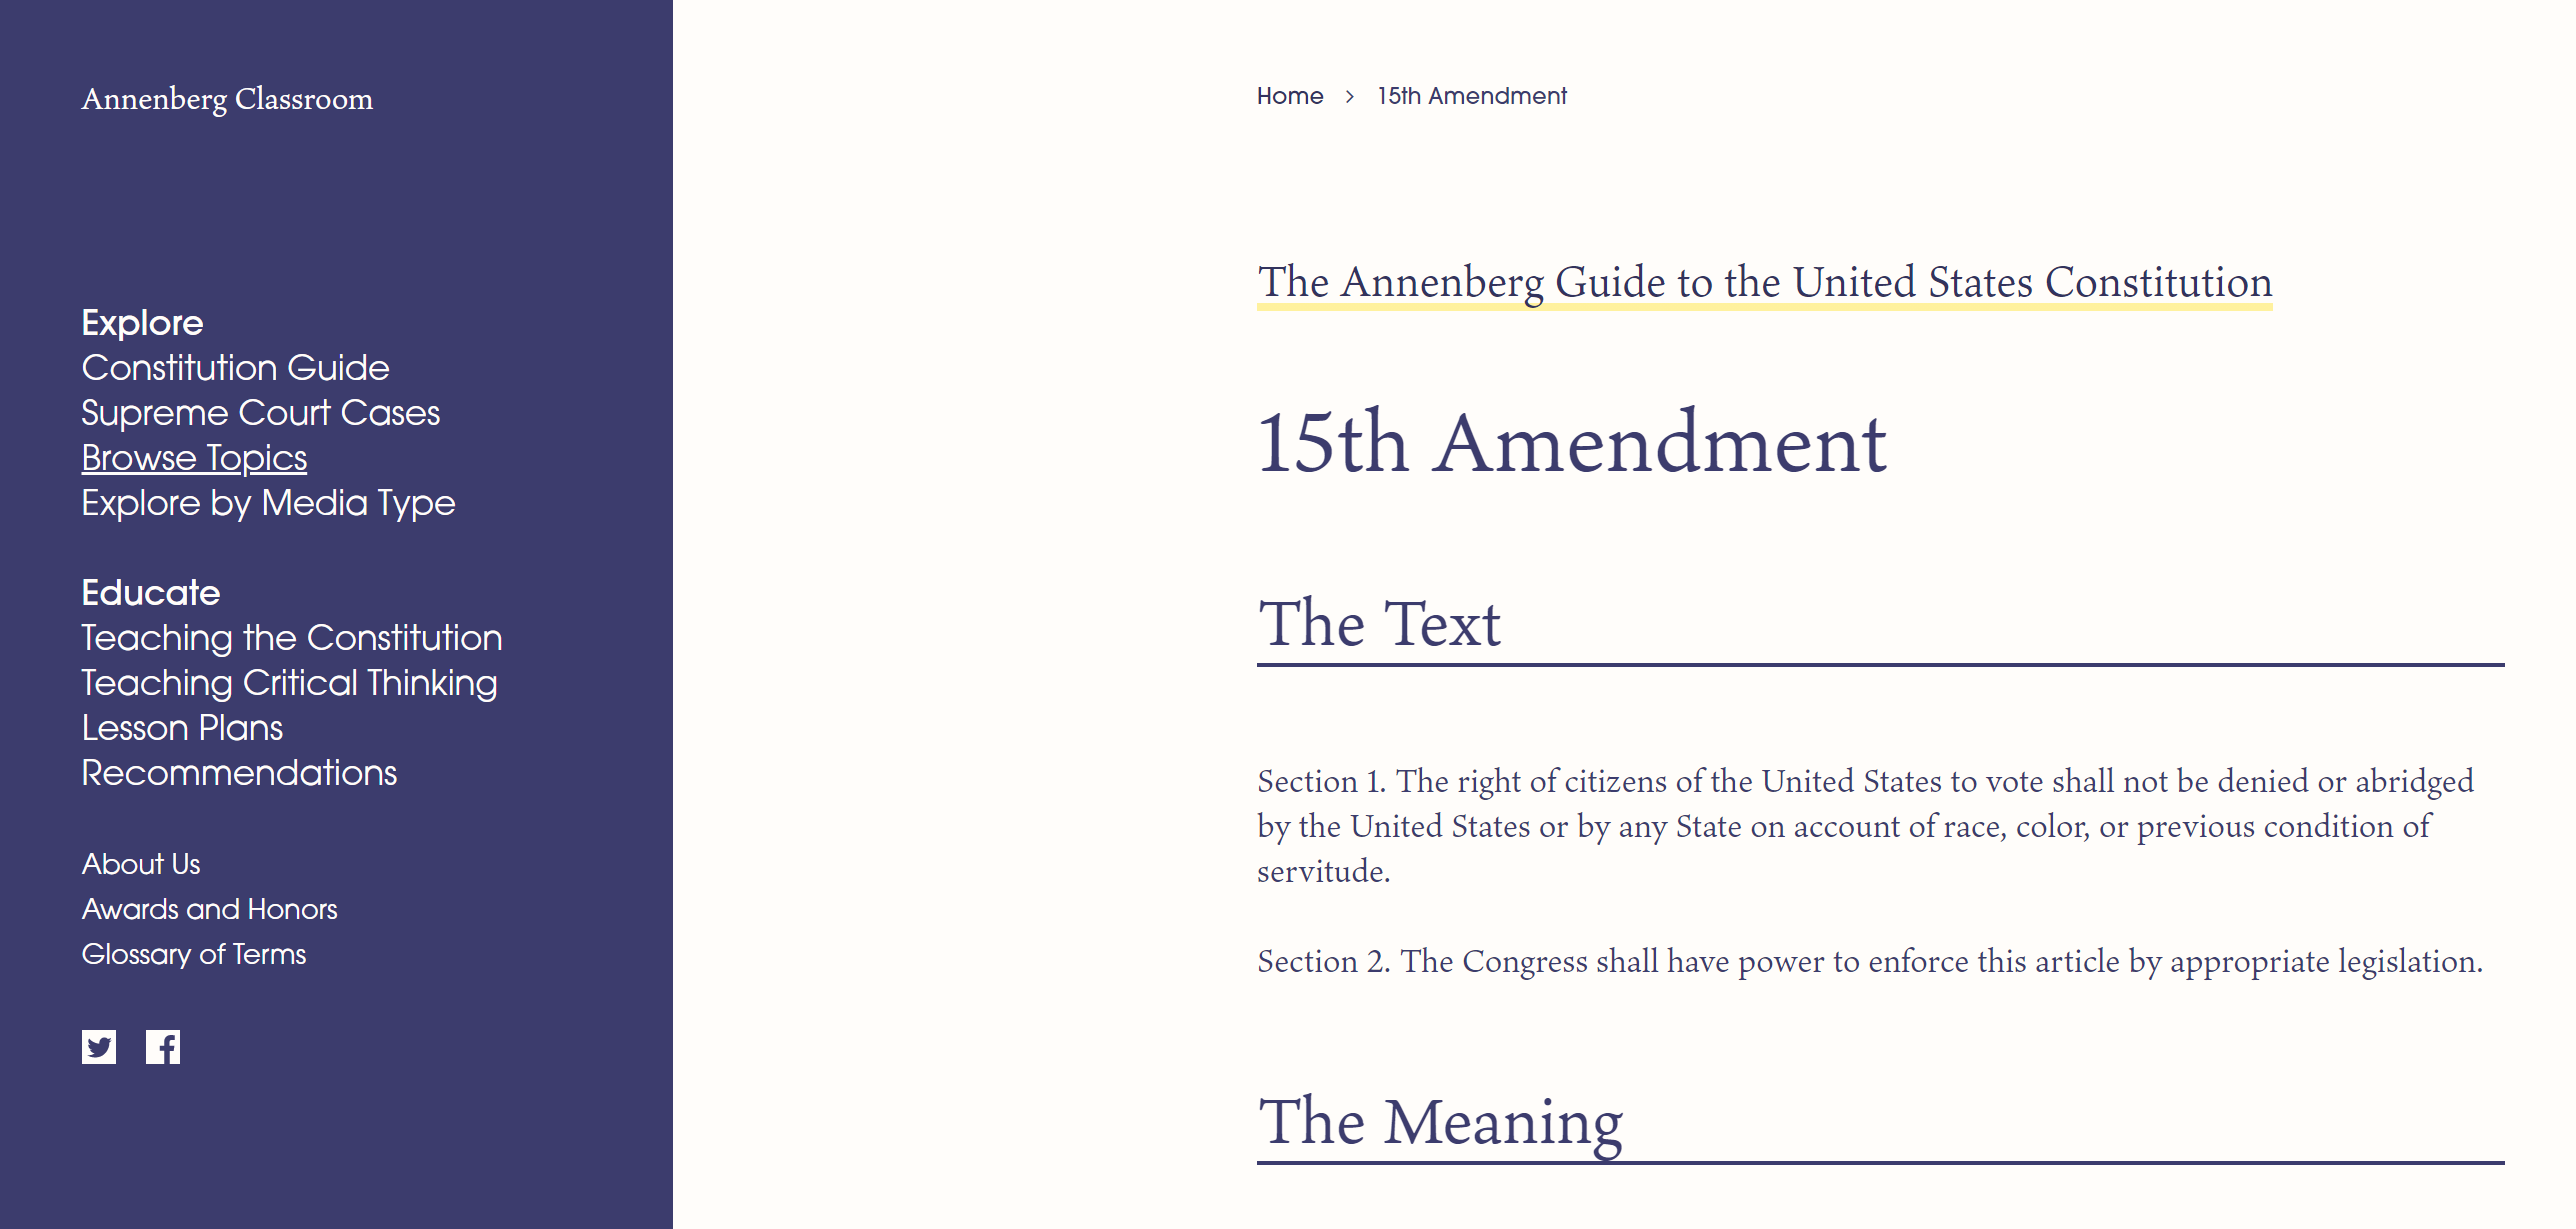 Annenberg Classroom
Explore
Constitution Guide
Supreme Court Cases
Browse Topics
Explore by Media Type
Educate
Teaching the Constitution
Teaching Critical Thinking
Lesson Plans
Recommendations
About Us
Awards and Honors
Glossary of Terms
Home > 15th Amendment
The Annenberg Guide to the United States Constitution
15th Amendment
The Text
Section 1. The right of citizens of the United States to vote shall not be denied or abridged
by the United States or by any State on account of race, color, or previous condition of
servitude.
Section 2. The Congress shall have power to enforce this article by appropriate legislation.
The Meaning